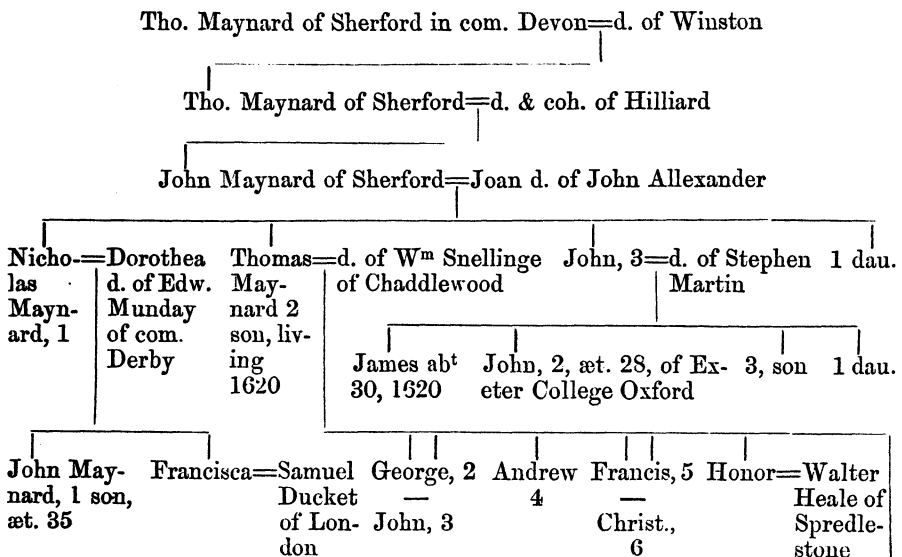 Tho. Maynard of Sherford in com. Devon=d. of Winston
Tho. Maynard of Sherford=d. & coh. of Hilliard
John Maynard of Sherford=Joan d. of John Allexander
Nicho-=Dorothea
las d. of Edw.
Mayn- Munday
ard, 1 of com.
Derby
Thomas=d. of Wᵐ Snellinge
May- of Chaddlewood
nard 2
son, liv-
ing
1620
John, 3=d. of Stephen
Martin
1 dau.
James abᵗ
30, 1620
John, 2, æt. 28, of Ex-
eter College Oxford
3, son
1 dau.
John May-
nard, 1 son,
æt. 35
Francisca=Samuel
Ducket
of Lon-
don
George, 2
—
John, 3
Andrew
4
Francis, 5
—
Christ.,
6
Honor=Walter
Heale of
Spredle-
stone